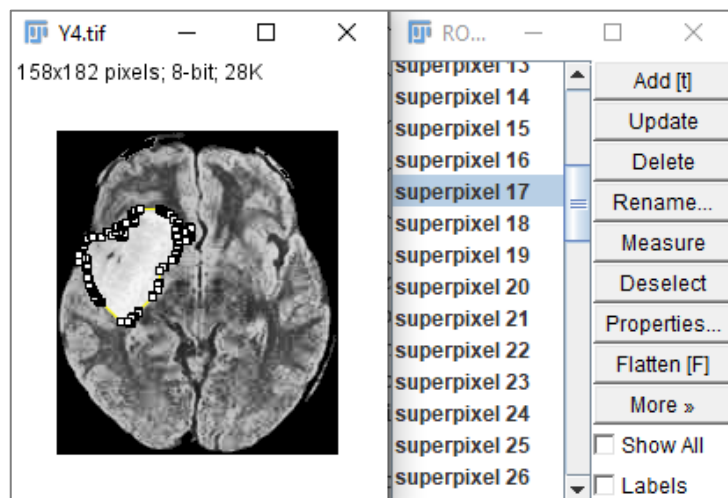 Y4.tif
158x182 pixels; 8-bit; 28K
RO...
superpixel 13
superpixel 14
superpixel 15
superpixel 16
superpixel 17
superpixel 18
superpixel 19
superpixel 20
superpixel 21
superpixel 22
superpixel 23
superpixel 24
superpixel 25
superpixel 26
Add [t]
Update
Delete
Rename...
Measure
Deselect
Properties...
Flatten [F]
More »
Show All
Labels